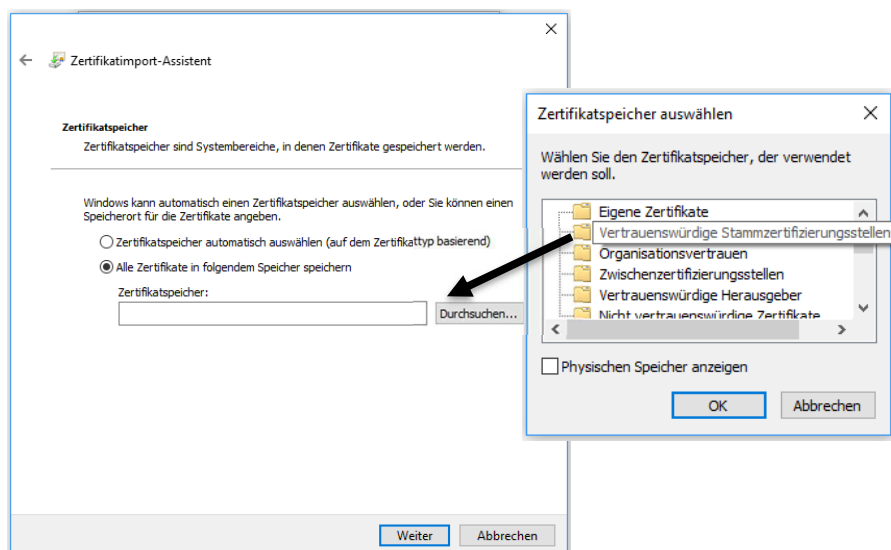 Zertifikatimport-Assistent
Zertifikatspeicher
Zertifikatspeicher sind Systembereiche, in denen Zertifikate gespeichert werden.
Windows kann automatisch einen Zertifikatspeicher auswählen, oder Sie können einen
Speicherort für die Zertifikate angeben.
Zertifikatspeicher automatisch auswählen (auf dem Zertifikattyp basierend)
Alle Zertifikate in folgendem Speicher speichern
Zertifikatspeicher:
Durchsuchen...
Weiter
Abbrechen
Zertifikatspeicher auswählen
Wählen Sie den Zertifikatspeicher, der verwendet
werden soll.
Eigene Zertifikate
Vertrauenswürdige Stammzertifizierungsstellen
Organisationsvertrauen
Zwischenzertifizierungsstellen
Vertrauenswürdige Herausgeber
Nicht vertrauenswürdige Zertifikate
Physischen Speicher anzeigen
OK
Abbrechen